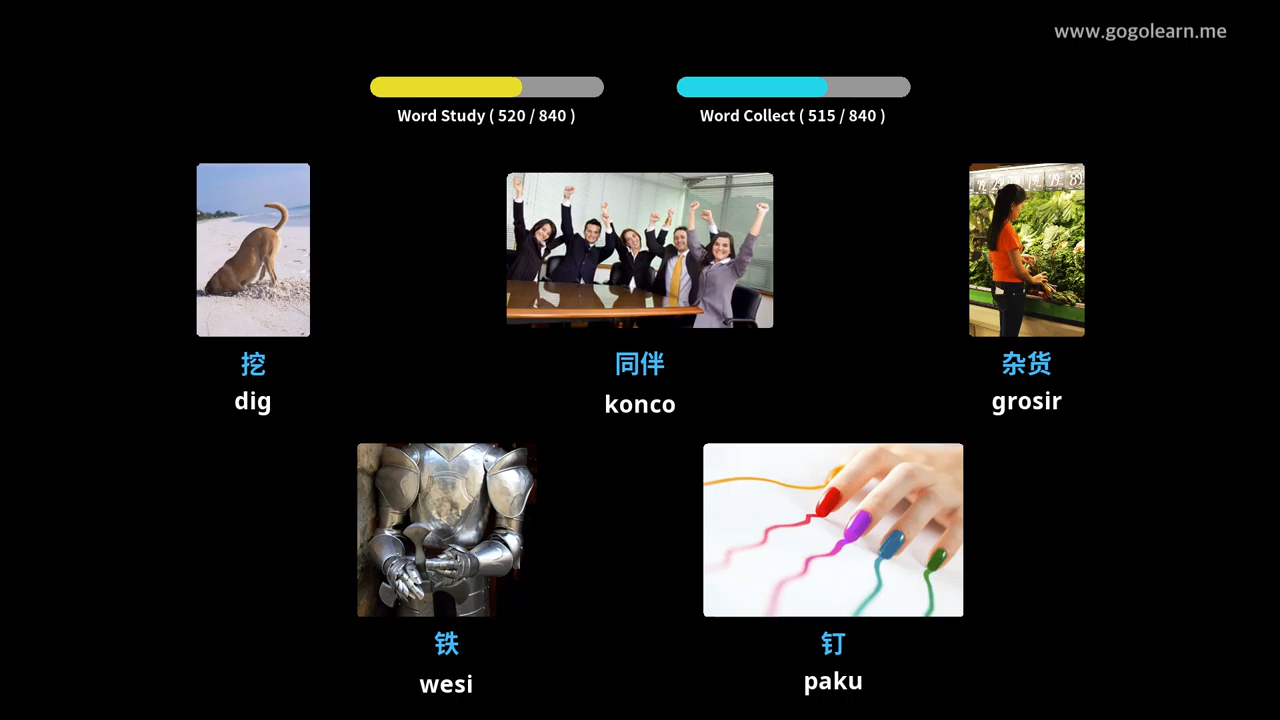 www.gogolearn.me
Word Study ( 520 / 840 )
Word Collect ( 515 / 840 )
挖
dig
同伴
konco
杂货
grosir
铁
wesi
钉
paku